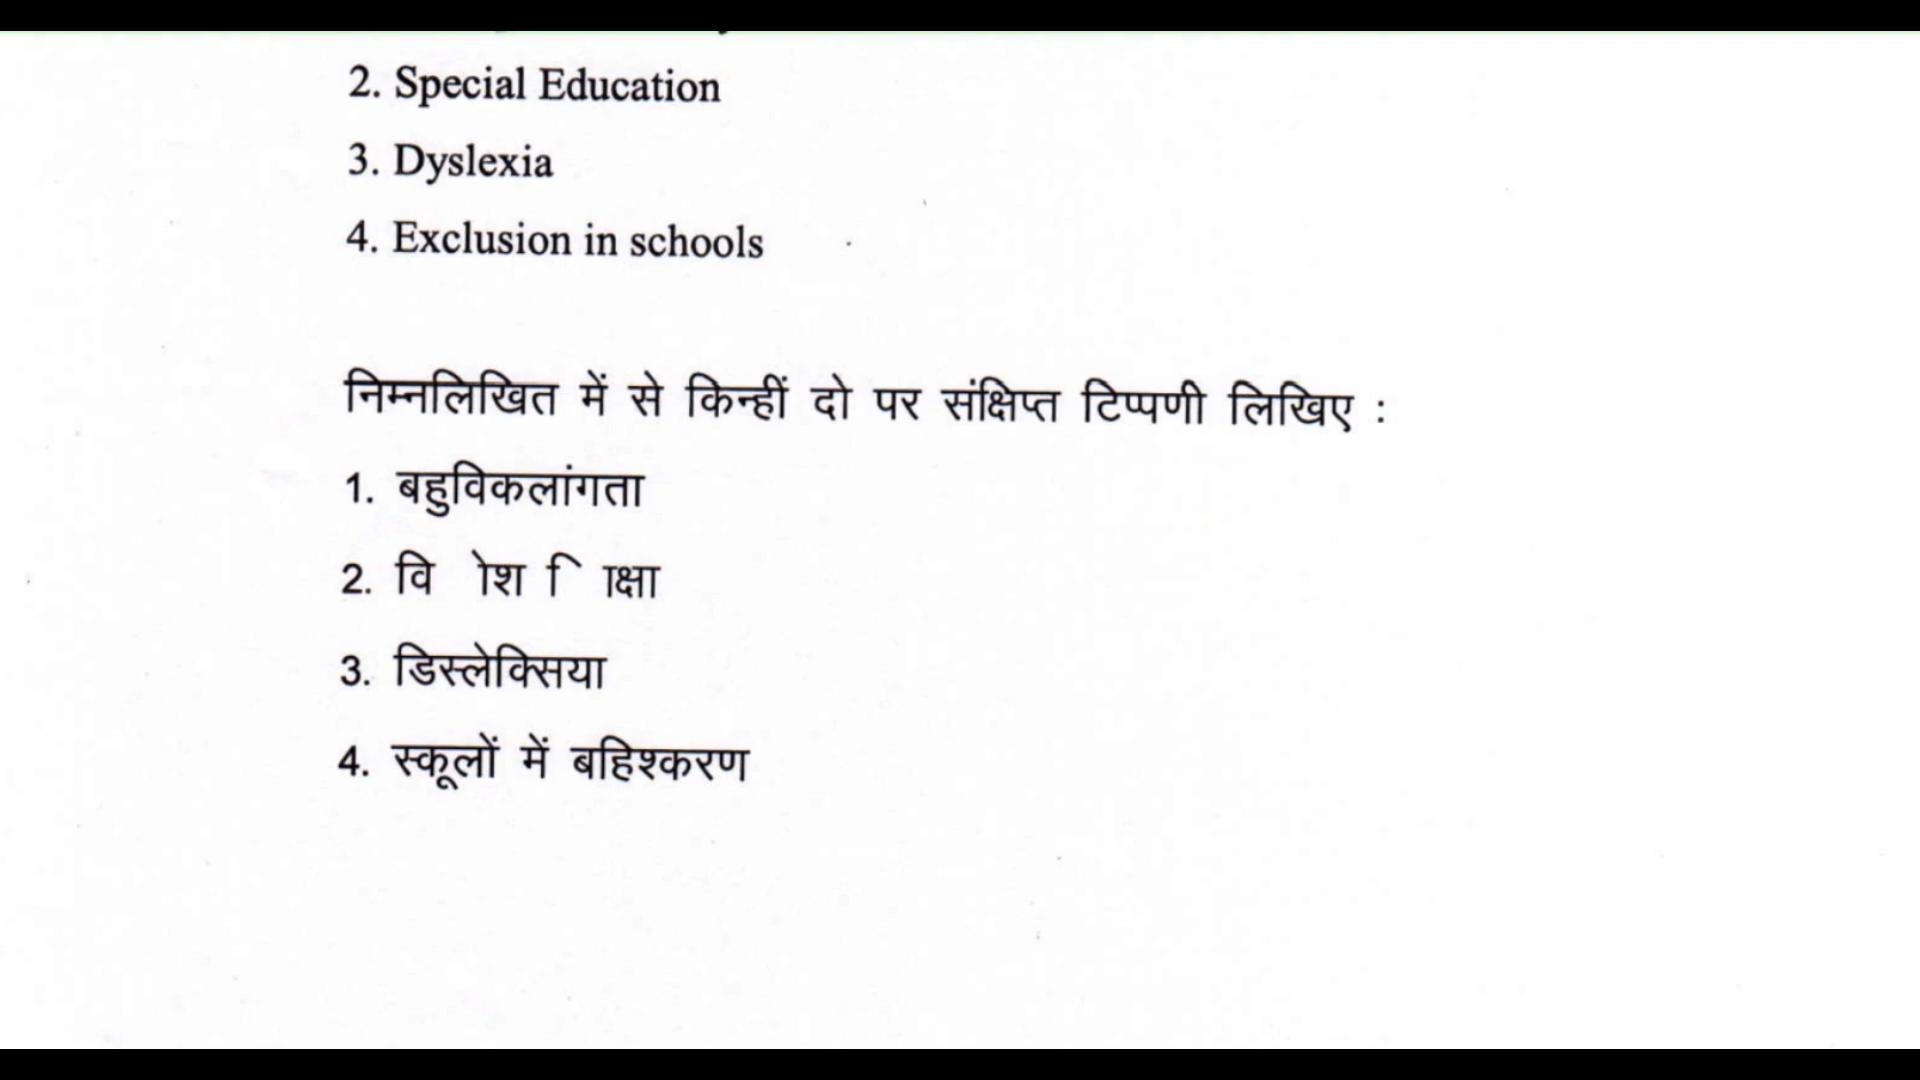 2. Special Education
3. Dyslexia
4. Exclusion in schools
निम्नलिखित में से किन्हीं दो पर संक्षिप्त टिप्पणी लिखिए :
1. बहुविकलांगता
2. वि ोश ि ाक्षा
3. डिस्लेक्सिया
4. स्कूलों में बहिश्करण